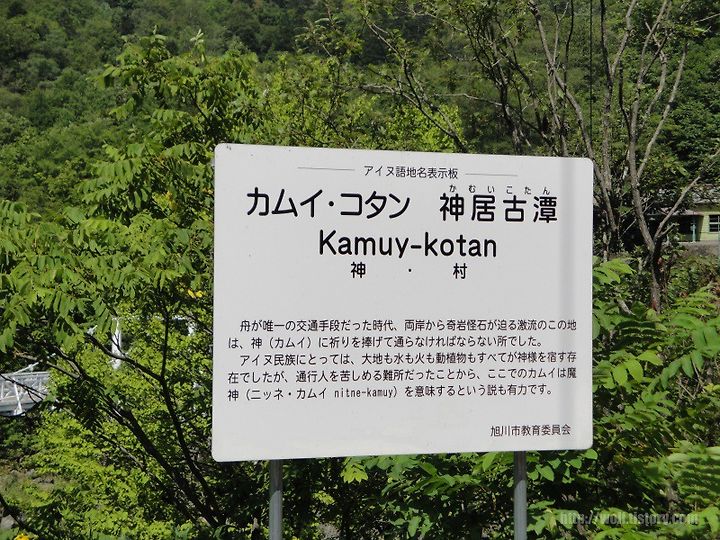 アイヌ語地名表示板
かむいこたん
カムイ・コタン 神居古潭
Kamuy-kotan
神・村
舟が唯一の交通手段だった時代、両岸から奇岩怪石が迫る激流のこの地
は、神(カムイ)に祈りを捧げて通らなければならない所でした。
アイヌ民族にとっては、大地も水も火も動植物もすべてが神様を宿す存
在でしたが、通行人を苦しめる難所だったことから、ここでのカムイは魔
神(ニッネ・カムイ nitne-kamuy)を意味するという説も有力です。
旭川市教育委員会
http://woli.tistory.com